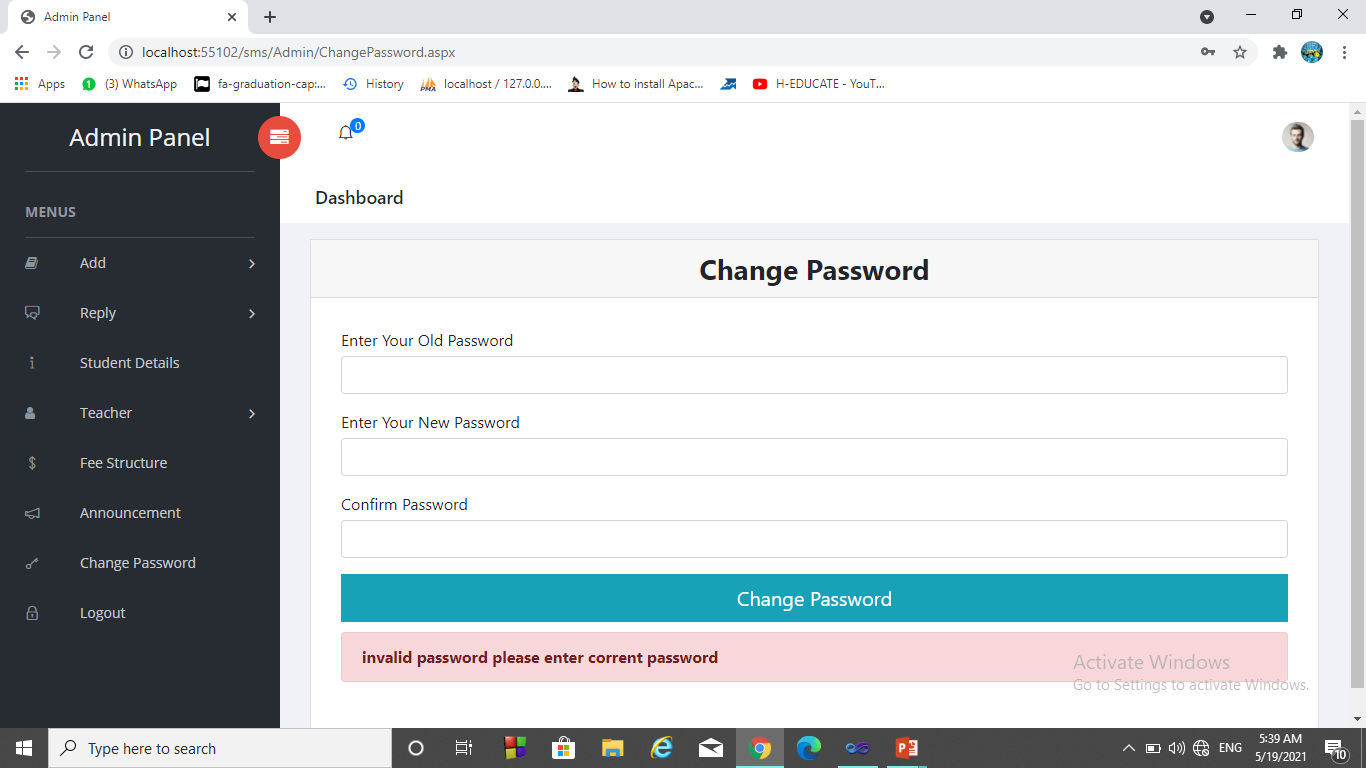 Admin Panel
localhost:55102/sms/Admin/ChangePassword.aspx
Apps
1
(3) WhatsApp
fa-graduation-cap:...
History
PMA
localhost / 127.0.0....
How to install Apac...
H-EDUCATE - YouT...
Admin Panel
0
Dashboard
MENUS
Add
Reply
Student Details
Teacher
Fee Structure
Announcement
Change Password
Logout
Change Password
Enter Your Old Password
Enter Your New Password
Confirm Password
Change Password
invalid password please enter corrent password
Activate Windows
Go to Settings to activate Windows.
Type here to search
ENG
5:39 AM
5/19/2021
10